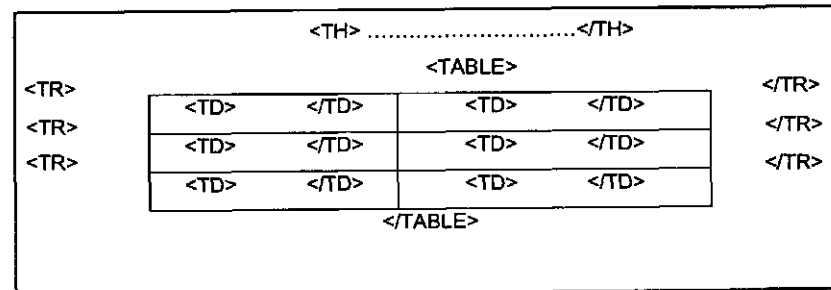 <TH> ..............................</TH>
<TABLE>
<TR> <TD> </TD> <TD> </TD> </TR>
<TR> <TD> </TD> <TD> </TD> </TR>
<TR> <TD> </TD> <TD> </TD> </TR>
</TABLE>